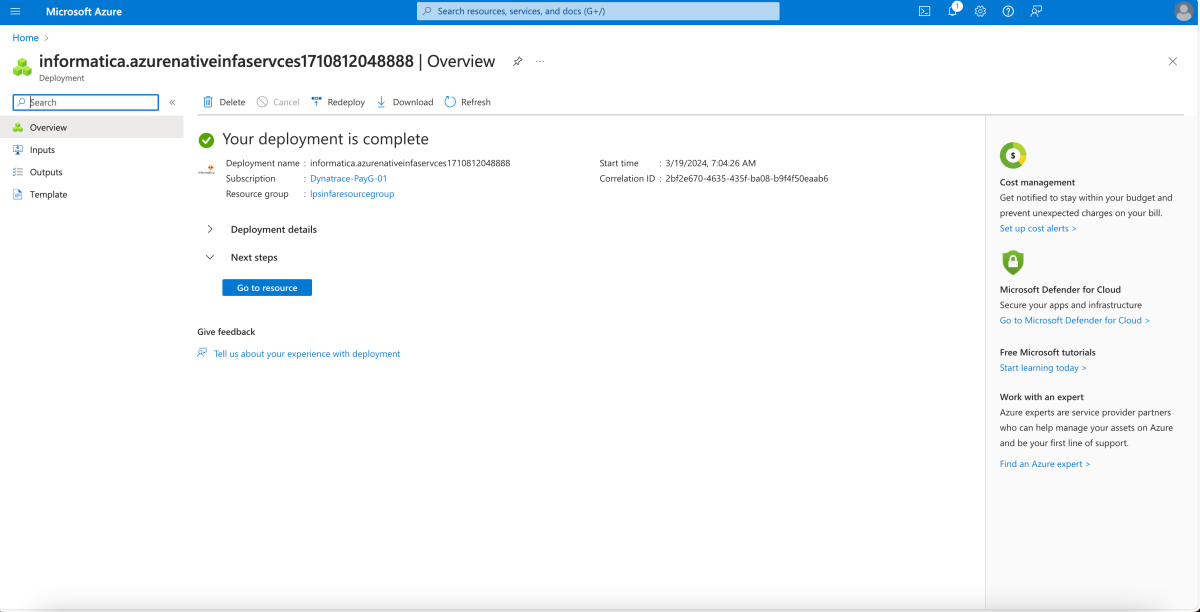 Microsoft Azure
Search resources, services, and docs (G+/)
1
Home >
informatica.azurenativeinfaservces1710812048888 | Overview
Deployment
Search
Overview
Inputs
Outputs
Template
Delete Cancel Redeploy Download Refresh
Your deployment is complete
Deployment name : informatica.azurenativeinfaservces1710812048888
Subscription : Dynatrace-PayG-01
Resource group : lpsinfaresourcegroup
Start time : 3/19/2024, 7:04:26 AM
Correlation ID : 2bf2e670-4635-435f-ba08-b9f4f50eaab6
Deployment details
Next steps
Go to resource
Give feedback
Tell us about your experience with deployment
Cost management
Get notified to stay within your budget and
prevent unexpected charges on your bill.
Set up cost alerts >
Microsoft Defender for Cloud
Secure your apps and infrastructure
Go to Microsoft Defender for Cloud >
Free Microsoft tutorials
Start learning today >
Work with an expert
Azure experts are service provider partners
who can help manage your assets on Azure
and be your first line of support.
Find an Azure expert >